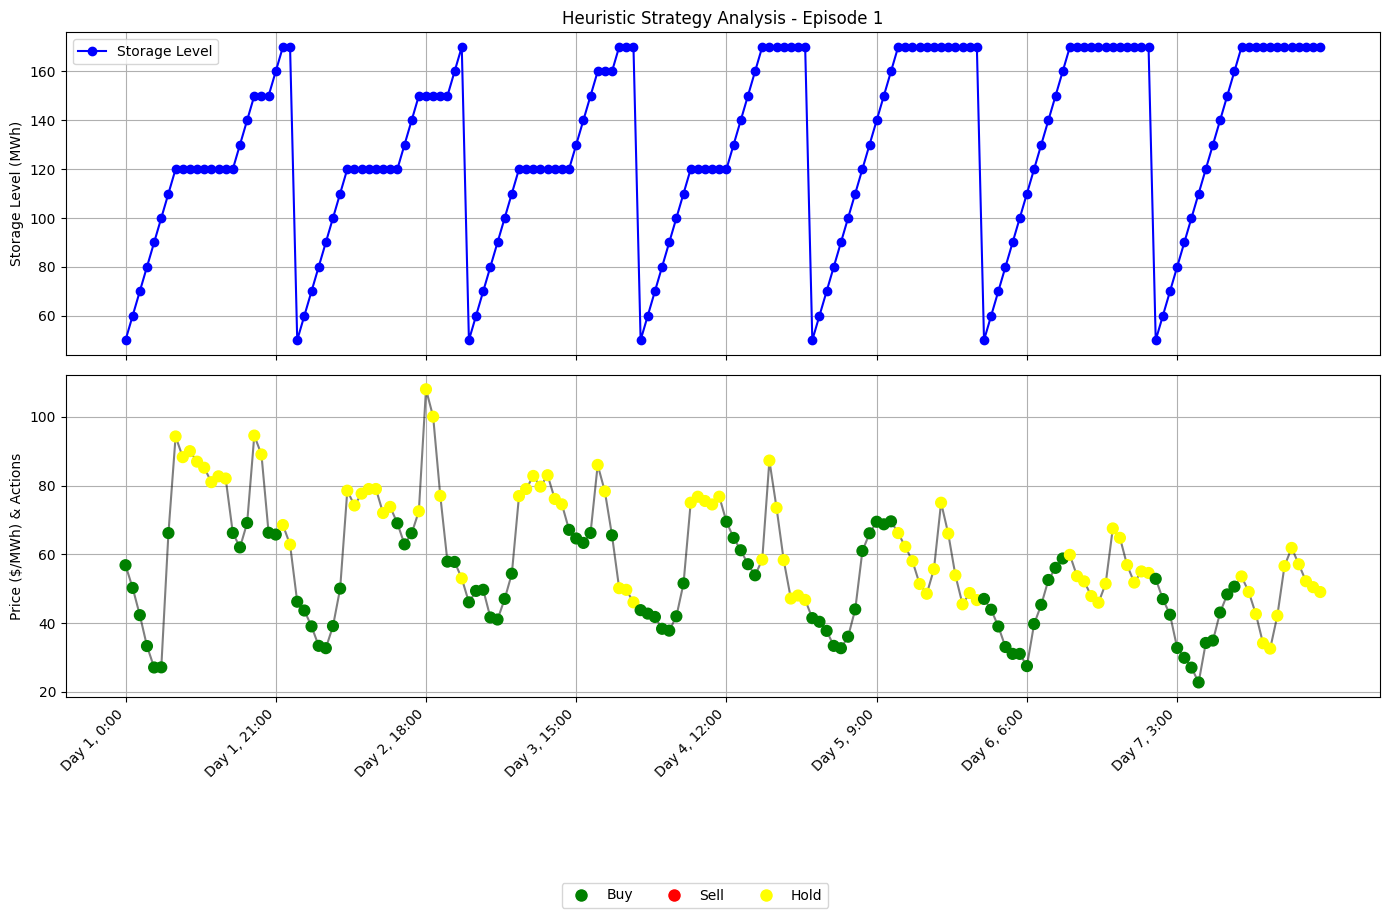 Heuristic Strategy Analysis - Episode 1
Storage Level
Storage Level (MWh)
160
140
120
100
80
60
Price ($/MWh) & Actions
100
80
60
40
20
Day 1, 0:00
Day 1, 21:00
Day 2, 18:00
Day 3, 15:00
Day 4, 12:00
Day 5, 9:00
Day 6, 6:00
Day 7, 3:00
Buy Sell Hold